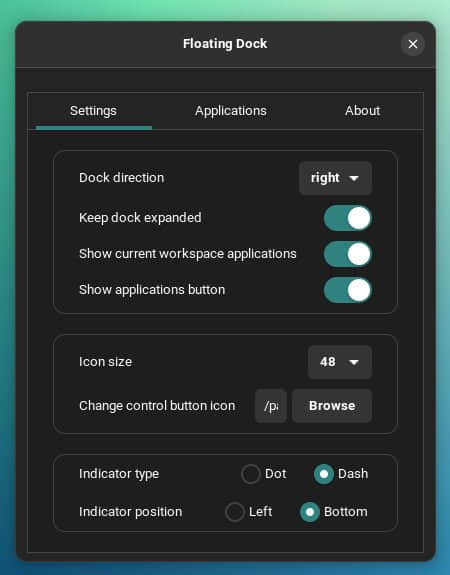 Floating Dock
Settings Applications About
Dock direction right
Keep dock expanded
Show current workspace applications
Show applications button
Icon size 48
Change control button icon /pa Browse
Indicator type Dot Dash
Indicator position Left Bottom